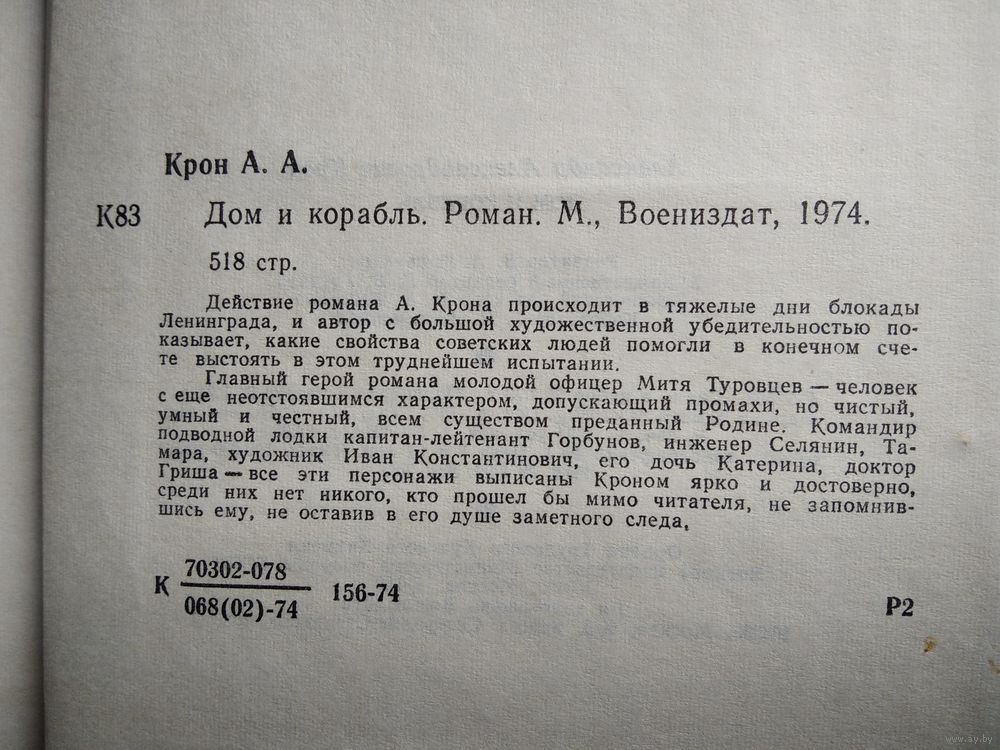 Крон А. А.
К83 Дом и корабль. Роман. М., Воениздат, 1974.
518 стр.
Действие романа А. Крона происходит в тяжелые дни блокады
Ленинграда, и автор с большой художественной убедительностью по-
казывает, какие свойства советских людей помогли в конечном сче-
те выстоять в этом труднейшем испытании.
Главный герой романа молодой офицер Митя Туровцев — человек
с еще неотстоявшимся характером, допускающий промахи, но чистый,
умный и честный, всем существом преданный Родине. Командир
подводной лодки капитан-лейтенант Горбунов, инженер Селянин, Та-
мара, художник Иван Константинович, его дочь Катерина, доктор
Гриша — все эти персонажи выписаны Кроном ярко и достоверно,
среди них нет никого, кто прошел бы мимо читателя, не запомнив-
шись ему, не оставив в его душе заметного следа.
К 70302-078
068(02)-74 156-74
Р2
www.ay.by